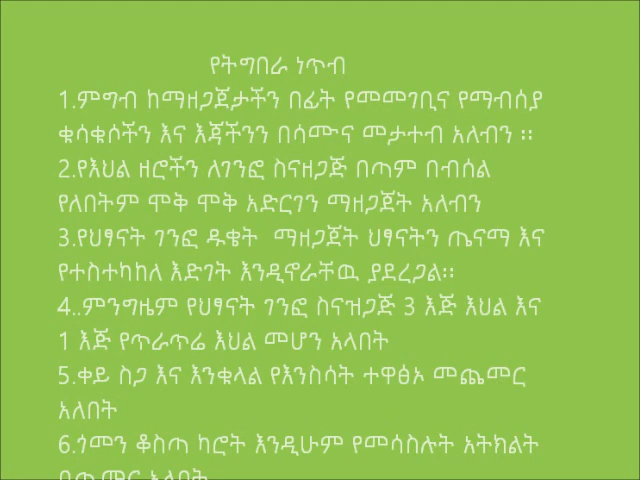 የትግበራ ነጥብ
1.ምግብ ከማዘጋጀታችን በፊት የመመገቢና የማብሰያ
ቁሳቁሶችን እና እጃችንን በሳሙና መታተብ አለብን ፡፡
2.የእህል ዘሮችን ለገንፎ ስናዘጋጅ በጣም በብሰል
የለበትም ሞቅ ሞቅ አድርገን ማዘጋጀት አለብን
3.የህፃናት ገንፎ ዱቄት ማዘጋጀት ህፃናትን ጤናማ እና
የተስተካከለ እድገት እንዲኖራቸዉ ያደረጋል፡፡
4..ምንግዜም የህፃናት ገንፎ ስናዝጋጅ 3 እጅ እህል እና
1 እጅ የጥራጥሬ እህል መሆን አላበት
5.ቀይ ስጋ እና እንቁላል የእንስሳት ተዋፅኦ መጨመር
አለበት
6.ጎመን ቆስጣ ካሮት እንዲሁም የመሳስሉት አትክልት